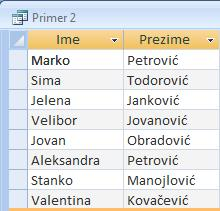 Primer 2
Ime Prezime
Marko Petrović
Sima Todorović
Jelena Janković
Velibor Jovanović
Jovan Obradović
Aleksandra Petrović
Stanko Manojlović
Valentina Kovačević